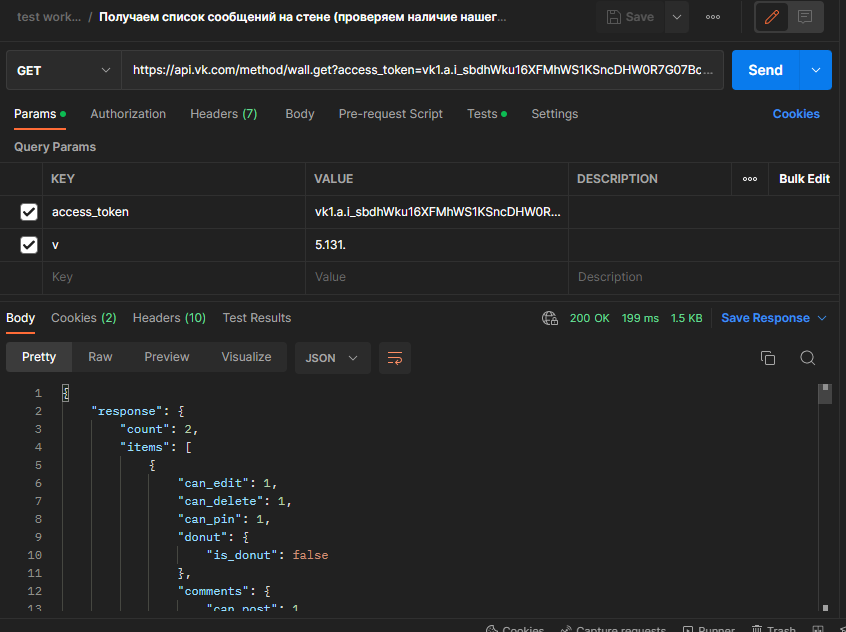 test work... / Получаем список сообщений на стене (проверяем наличие нашег... Save
GET https://api.vk.com/method/wall.get?access_token=vk1.a.i_sbdhWku16XFMhWS1KSncDHW0R7G07Bc... Send
Params Authorization Headers (7) Body Pre-request Script Tests Settings Cookies
Query Params
KEY VALUE DESCRIPTION Bulk Edit
access_token vk1.a.i_sbdhWku16XFMhWS1KSncDHW0R...
v 5.131.
Key Value Description
Body Cookies (2) Headers (10) Test Results 200 OK 199 ms 1.5 KB Save Response
Pretty Raw Preview Visualize JSON
1 {
2 "response": {
3 "count": 2,
4 "items": [
5 {
6 "can_edit": 1,
7 "can_delete": 1,
8 "can_pin": 1,
9 "donut": {
10 "is_donut": false
11 },
12 "comments": {
13 "can_post": 1
Cookies Capture requests Runner Trash